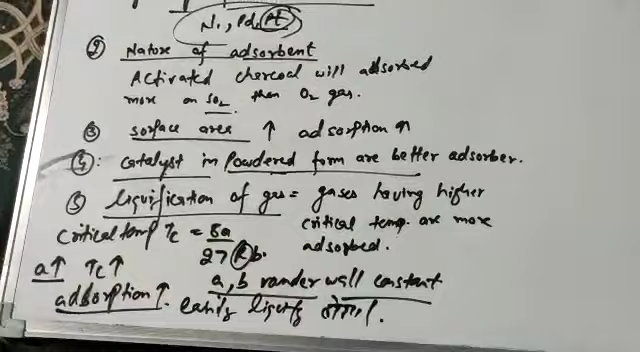 Ni, Pd, Pt
② Nature of adsorbent
Activated charcoal will adsorbed
more on SO2 then O2 gas.
③ surface area ↑ adsorption ↑
④: catalyst in Powdered form are better adsorber.
⑤ liquification of gas = gases having higher
critical temp. are more
adsorbed.
critical temp Tc = 8a
27 R b.
a↑ Tc↑
adsorption↑.
a, b vander wall constant
easily liquify होगा.